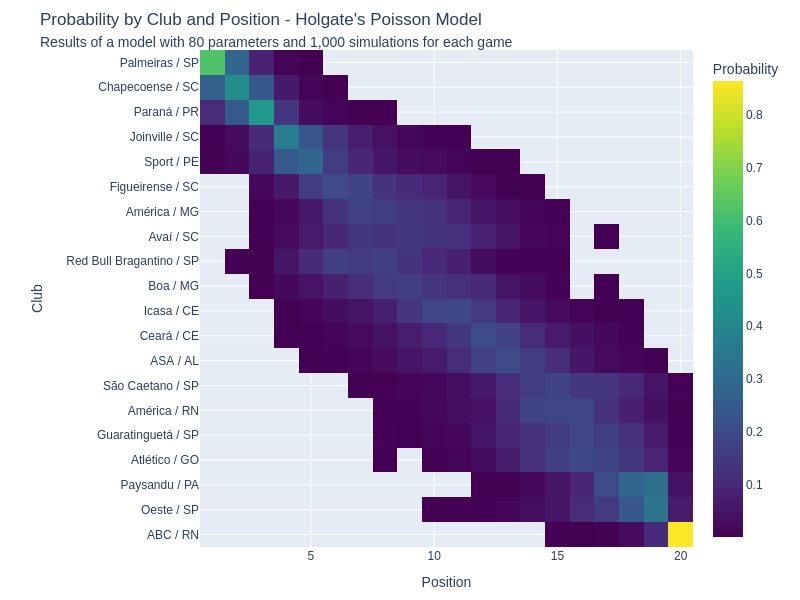 Probability by Club and Position - Holgate's Poisson Model
Results of a model with 80 parameters and 1,000 simulations for each game
Probability
Palmeiras / SP
Chapecoense / SC
Paraná / PR
Joinville / SC
Sport / PE
Figueirense / SC
América / MG
Avaí / SC
Red Bull Bragantino / SP
Boa / MG
Icasa / CE
Ceará / CE
ASA / AL
São Caetano / SP
América / RN
Guaratinguetá / SP
Atlético / GO
Paysandu / PA
Oeste / SP
ABC / RN
Club
5
10
15
20
Position
0.8
0.7
0.6
0.5
0.4
0.3
0.2
0.1